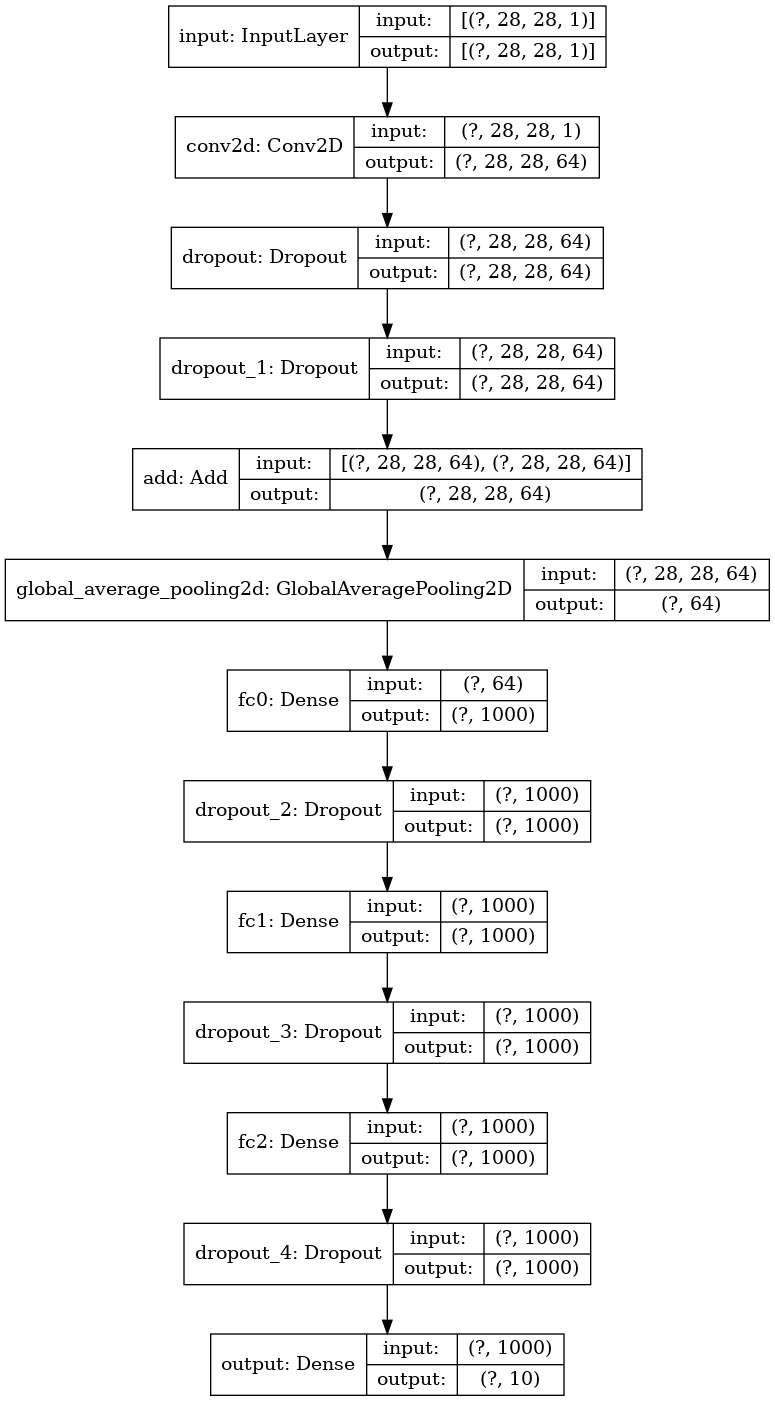 input: InputLayer input: [(?, 28, 28, 1)]
output: [(?, 28, 28, 1)]
conv2d: Conv2D input: (?, 28, 28, 1)
output: (?, 28, 28, 64)
dropout: Dropout input: (?, 28, 28, 64)
output: (?, 28, 28, 64)
dropout_1: Dropout input: (?, 28, 28, 64)
output: (?, 28, 28, 64)
add: Add input: [(?, 28, 28, 64), (?, 28, 28, 64)]
output: (?, 28, 28, 64)
global_average_pooling2d: GlobalAveragePooling2D input: (?, 28, 28, 64)
output: (?, 64)
fc0: Dense input: (?, 64)
output: (?, 1000)
dropout_2: Dropout input: (?, 1000)
output: (?, 1000)
fc1: Dense input: (?, 1000)
output: (?, 1000)
dropout_3: Dropout input: (?, 1000)
output: (?, 1000)
fc2: Dense input: (?, 1000)
output: (?, 1000)
dropout_4: Dropout input: (?, 1000)
output: (?, 1000)
output: Dense input: (?, 1000)
output: (?, 10)